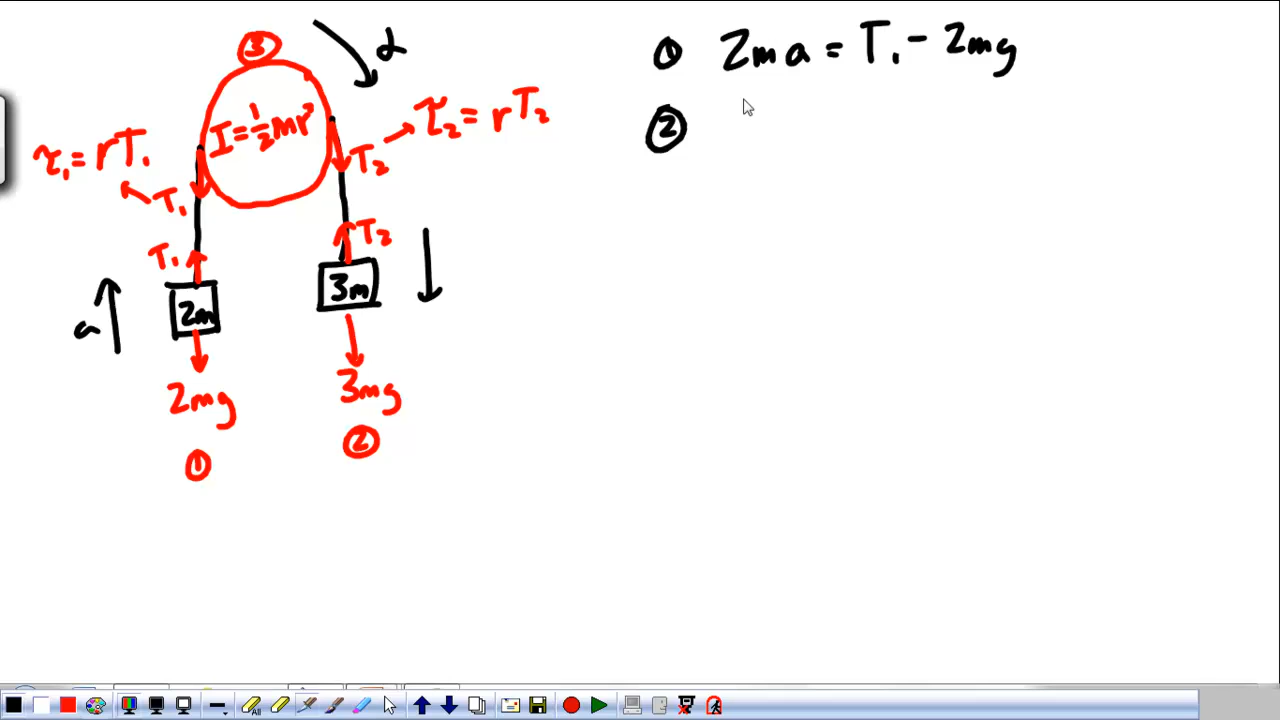 ③
α
① 2ma = T₁ - 2mg
②
I=½mr²
τ₂ = rT₂
τ₁ = rT₁
T₂
T₁
T₂
T₁
2m
3m
a
2mg
3mg
①
②
All